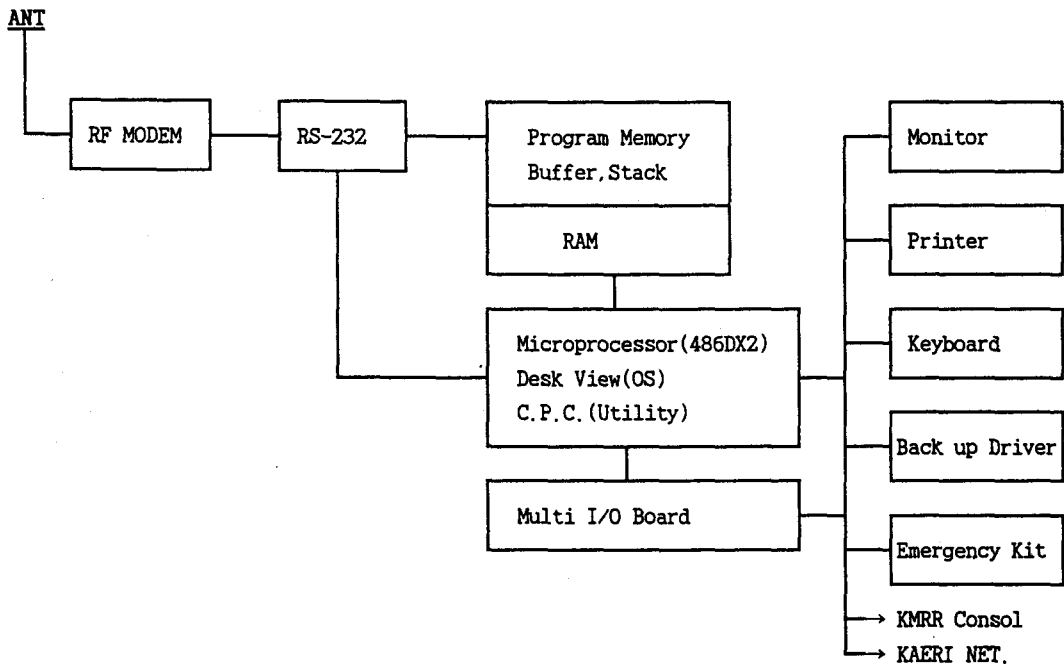 ANT
RF MODEM
RS-232
Program Memory
Buffer,Stack
RAM
Microprocessor(486DX2)
Desk View(OS)
C.P.C.(Utility)
Multi I/O Board
Monitor
Printer
Keyboard
Back up Driver
Emergency Kit
KMRR Consol
KAERI NET.